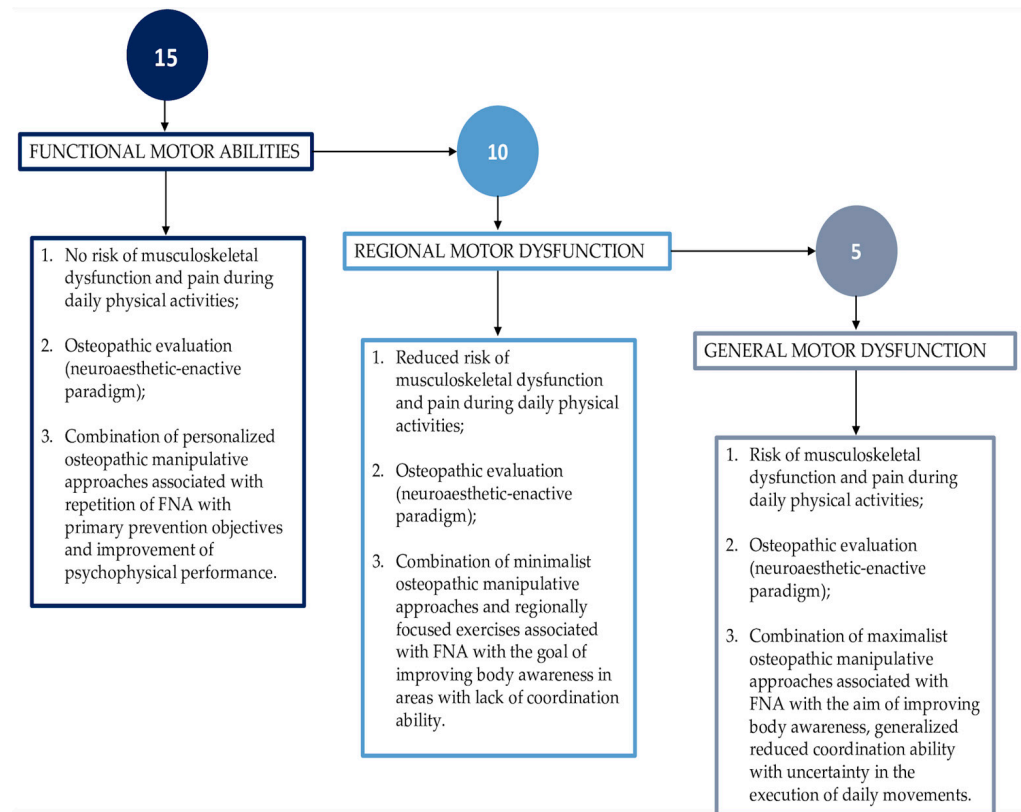 15
FUNCTIONAL MOTOR ABILITIES
1. No risk of musculoskeletal
dysfunction and pain during
daily physical activities;
2. Osteopathic evaluation
(neuroaesthetic-enactive
paradigm);
3. Combination of personalized
osteopathic manipulative
approaches associated with
repetition of FNA with
primary prevention objectives
and improvement of
psychophysical performance.
10
REGIONAL MOTOR DYSFUNCTION
1. Reduced risk of
musculoskeletal dysfunction
and pain during daily physical
activities;
2. Osteopathic evaluation
(neuroaesthetic-enactive
paradigm);
3. Combination of minimalist
osteopathic manipulative
approaches and regionally
focused exercises associated
with FNA with the goal of
improving body awareness in
areas with lack of coordination
ability.
5
GENERAL MOTOR DYSFUNCTION
1. Risk of musculoskeletal
dysfunction and pain during
daily physical activities;
2. Osteopathic evaluation
(neuroaesthetic-enactive
paradigm);
3. Combination of maximalist
osteopathic manipulative
approaches associated with
FNA with the aim of improving
body awareness, generalized
reduced coordination ability
with uncertainty in the
execution of daily movements.